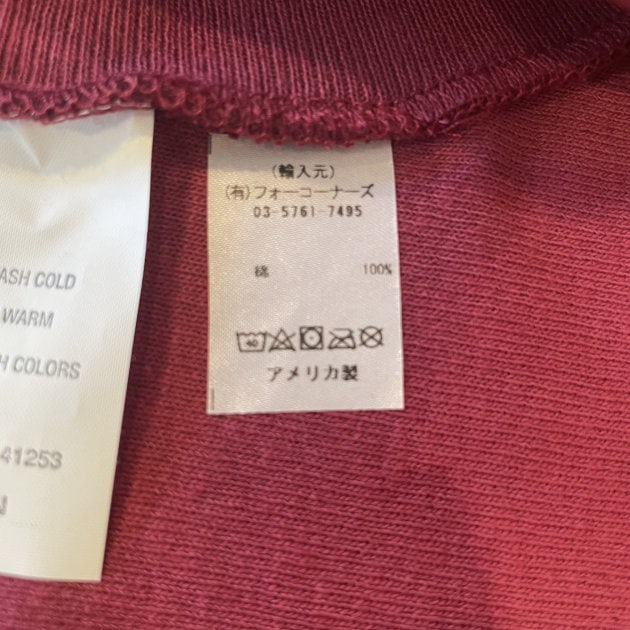 ASH COLD
WARM
H COLORS
41253
(輸入元)
(有)フォーコーナーズ
03-5761-7495
綿 100%
40
アメリカ製